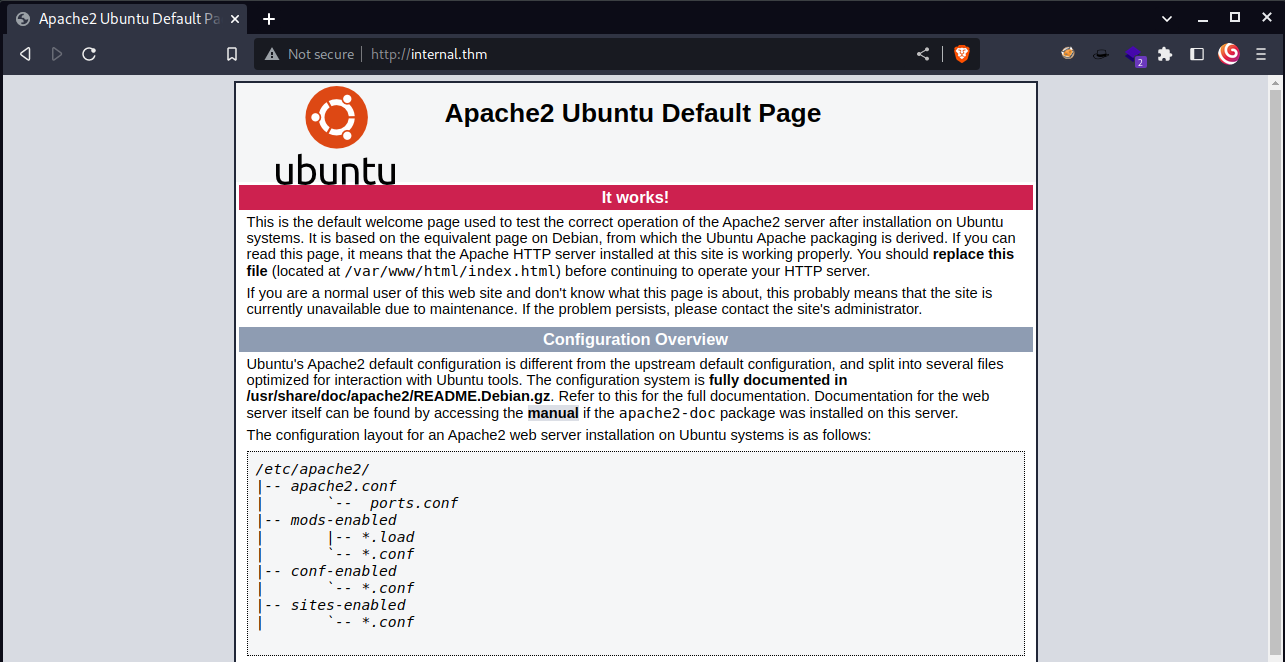 Apache2 Ubuntu Default Pa
Not secure http://internal.thm
2
ubuntu
Apache2 Ubuntu Default Page
It works!
This is the default welcome page used to test the correct operation of the Apache2 server after installation on Ubuntu
systems. It is based on the equivalent page on Debian, from which the Ubuntu Apache packaging is derived. If you can
read this page, it means that the Apache HTTP server installed at this site is working properly. You should replace this
file (located at /var/www/html/index.html) before continuing to operate your HTTP server.
If you are a normal user of this web site and don't know what this page is about, this probably means that the site is
currently unavailable due to maintenance. If the problem persists, please contact the site's administrator.
Configuration Overview
Ubuntu's Apache2 default configuration is different from the upstream default configuration, and split into several files
optimized for interaction with Ubuntu tools. The configuration system is fully documented in
/usr/share/doc/apache2/README.Debian.gz. Refer to this for the full documentation. Documentation for the web
server itself can be found by accessing the manual if the apache2-doc package was installed on this server.
The configuration layout for an Apache2 web server installation on Ubuntu systems is as follows:
/etc/apache2/
|-- apache2.conf
|       `--  ports.conf
|-- mods-enabled
|       |-- *.load
|       `-- *.conf
|-- conf-enabled
|       `-- *.conf
|-- sites-enabled
|       `-- *.conf